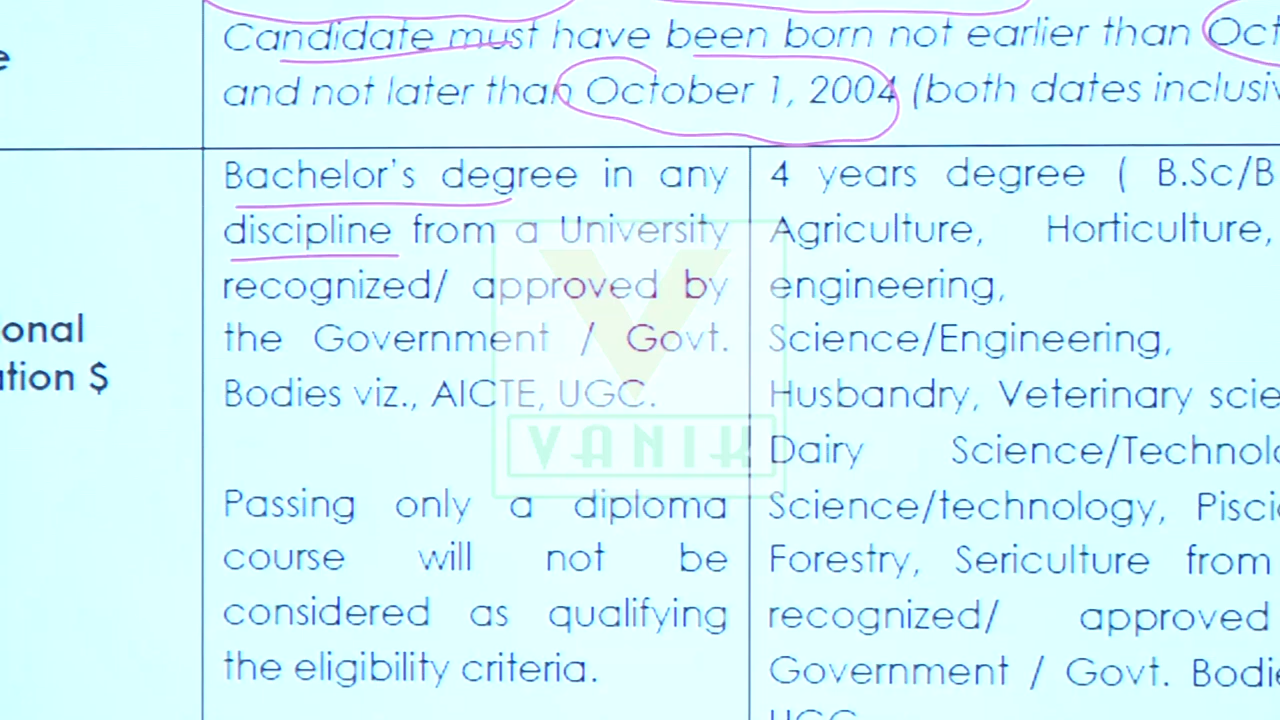 e
Candidate must have been born not earlier than Oct
and not later than October 1, 2004 (both dates inclusiv
onal
ation $
Bachelor's degree in any
discipline from a University
recognized/ approved by
the Government / Govt.
Bodies viz., AICTE, UGC.
Passing only a diploma
course will not be
considered as qualifying
the eligibility criteria.
4 years degree ( B.Sc/B
Agriculture, Horticulture,
engineering,
Science/Engineering,
Husbandry, Veterinary scie
Dairy Science/Technolo
Science/technology, Pisci
Forestry, Sericulture from
recognized/ approved
Government / Govt. Bodie
UGC
VANIK